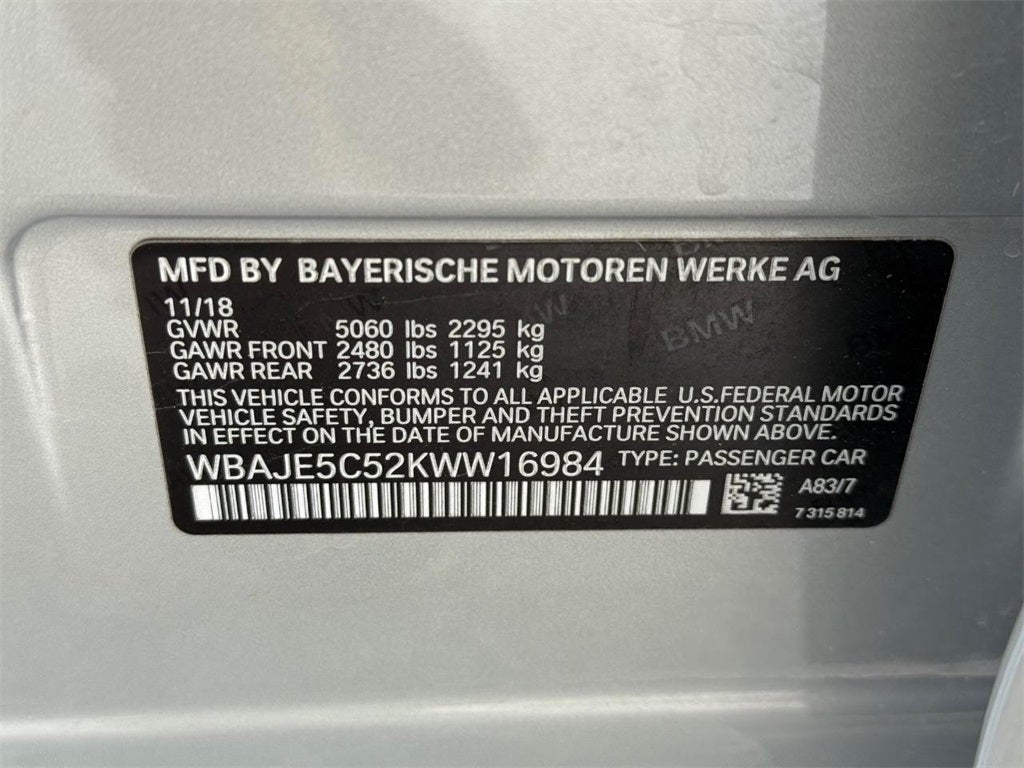 MFD BY BAYERISCHE MOTOREN WERKE AG
11/18
GVWR 5060 lbs 2295 kg
GAWR FRONT 2480 lbs 1125 kg
GAWR REAR 2736 lbs 1241 kg
THIS VEHICLE CONFORMS TO ALL APPLICABLE U.S.FEDERAL MOTOR
VEHICLE SAFETY, BUMPER AND THEFT PREVENTION STANDARDS
IN EFFECT ON THE DATE OF MANUFACTURE SHOWN ABOVE.
WBAJE5C52KWW16984 TYPE: PASSENGER CAR
A83/7
7 315 814
BMW